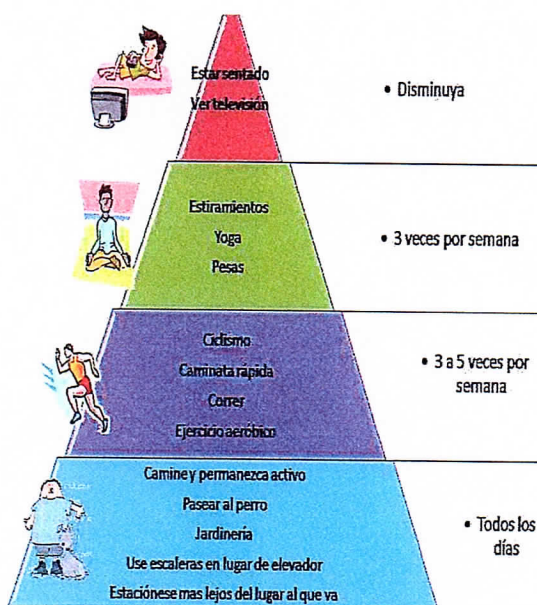 Estar sentado
Ver televisión
• Disminuya
Estiramientos
Yoga
Pesas
• 3 veces por semana
Ciclismo
Caminata rápida
Correr
Ejercicio aeróbico
• 3 a 5 veces por
semana
Camine y permanezca activo
Pasear al perro
Jardinería
Use escaleras en lugar de elevador
Estaciónese mas lejos del lugar al que va
• Todos los
días